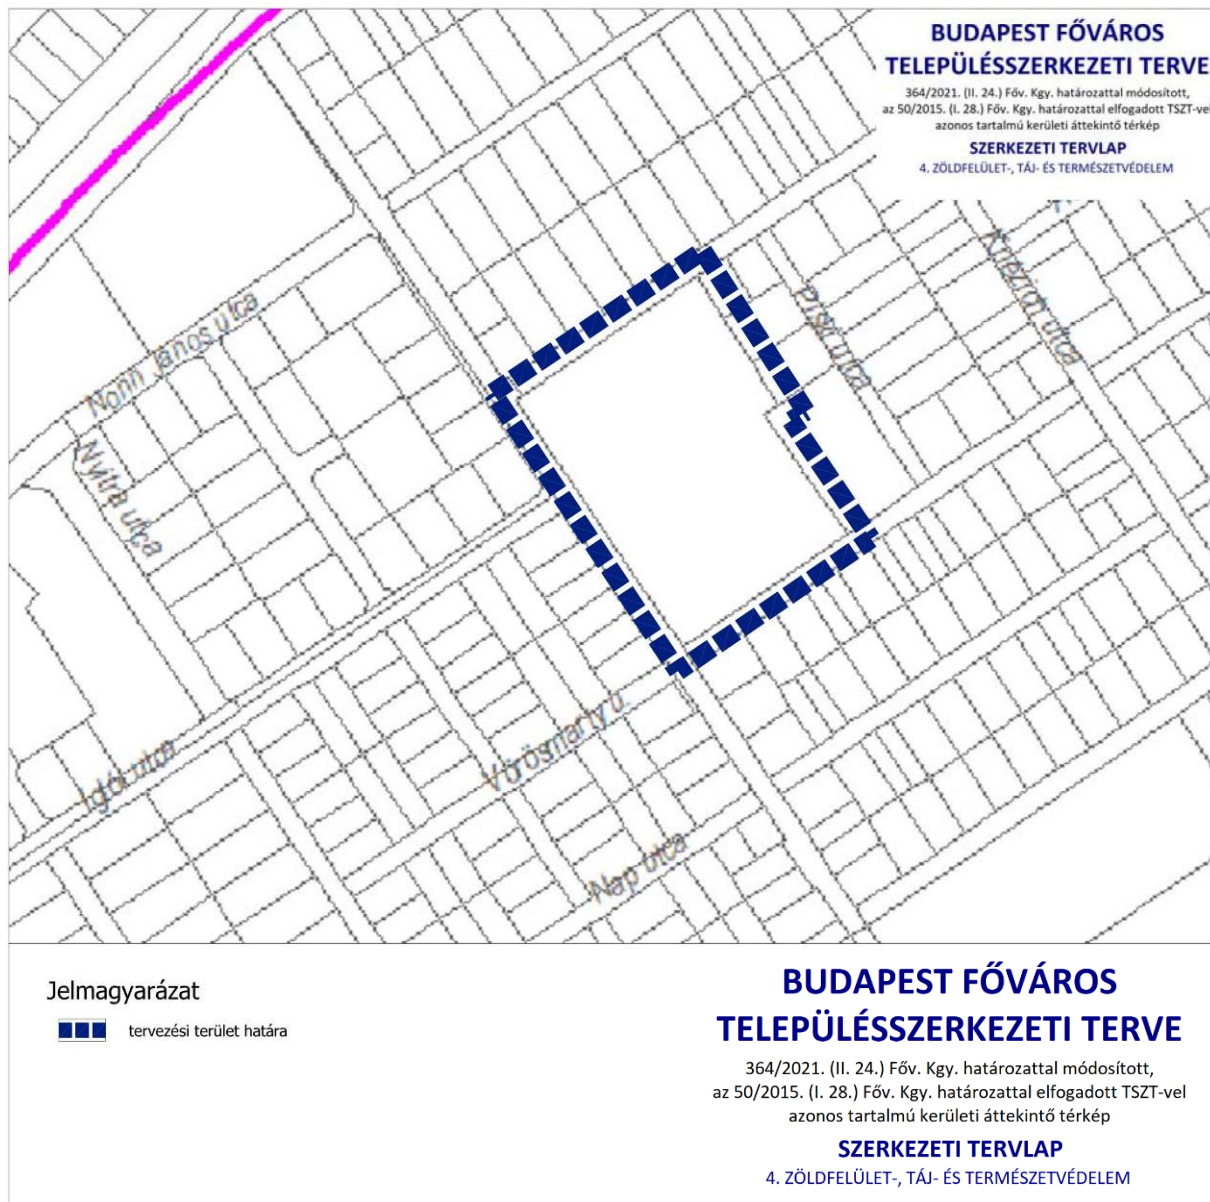 BUDAPEST FŐVÁROS
TELEPÜLÉSSZERKEZETI TERVE
364/2021. (II. 24.) Főv. Kgy. határozattal módosított,
az 50/2015. (I. 28.) Főv. Kgy. határozattal elfogadott TSZT-vel
azonos tartalmú kerületi áttekintő térkép
SZERKEZETI TERVLAP
4. ZÖLDFELÜLET-, TÁJ- ÉS TERMÉSZETVÉDELEM
Knézich utca
utca
Nonn János utca
Nyitra utca
Vörösmarty u.
Iglói utca
Nap utca
Jelmagyarázat
tervezési terület határa
BUDAPEST FŐVÁROS
TELEPÜLÉSSZERKEZETI TERVE
364/2021. (II. 24.) Főv. Kgy. határozattal módosított,
az 50/2015. (I. 28.) Főv. Kgy. határozattal elfogadott TSZT-vel
azonos tartalmú kerületi áttekintő térkép
SZERKEZETI TERVLAP
4. ZÖLDFELÜLET-, TÁJ- ÉS TERMÉSZETVÉDELEM